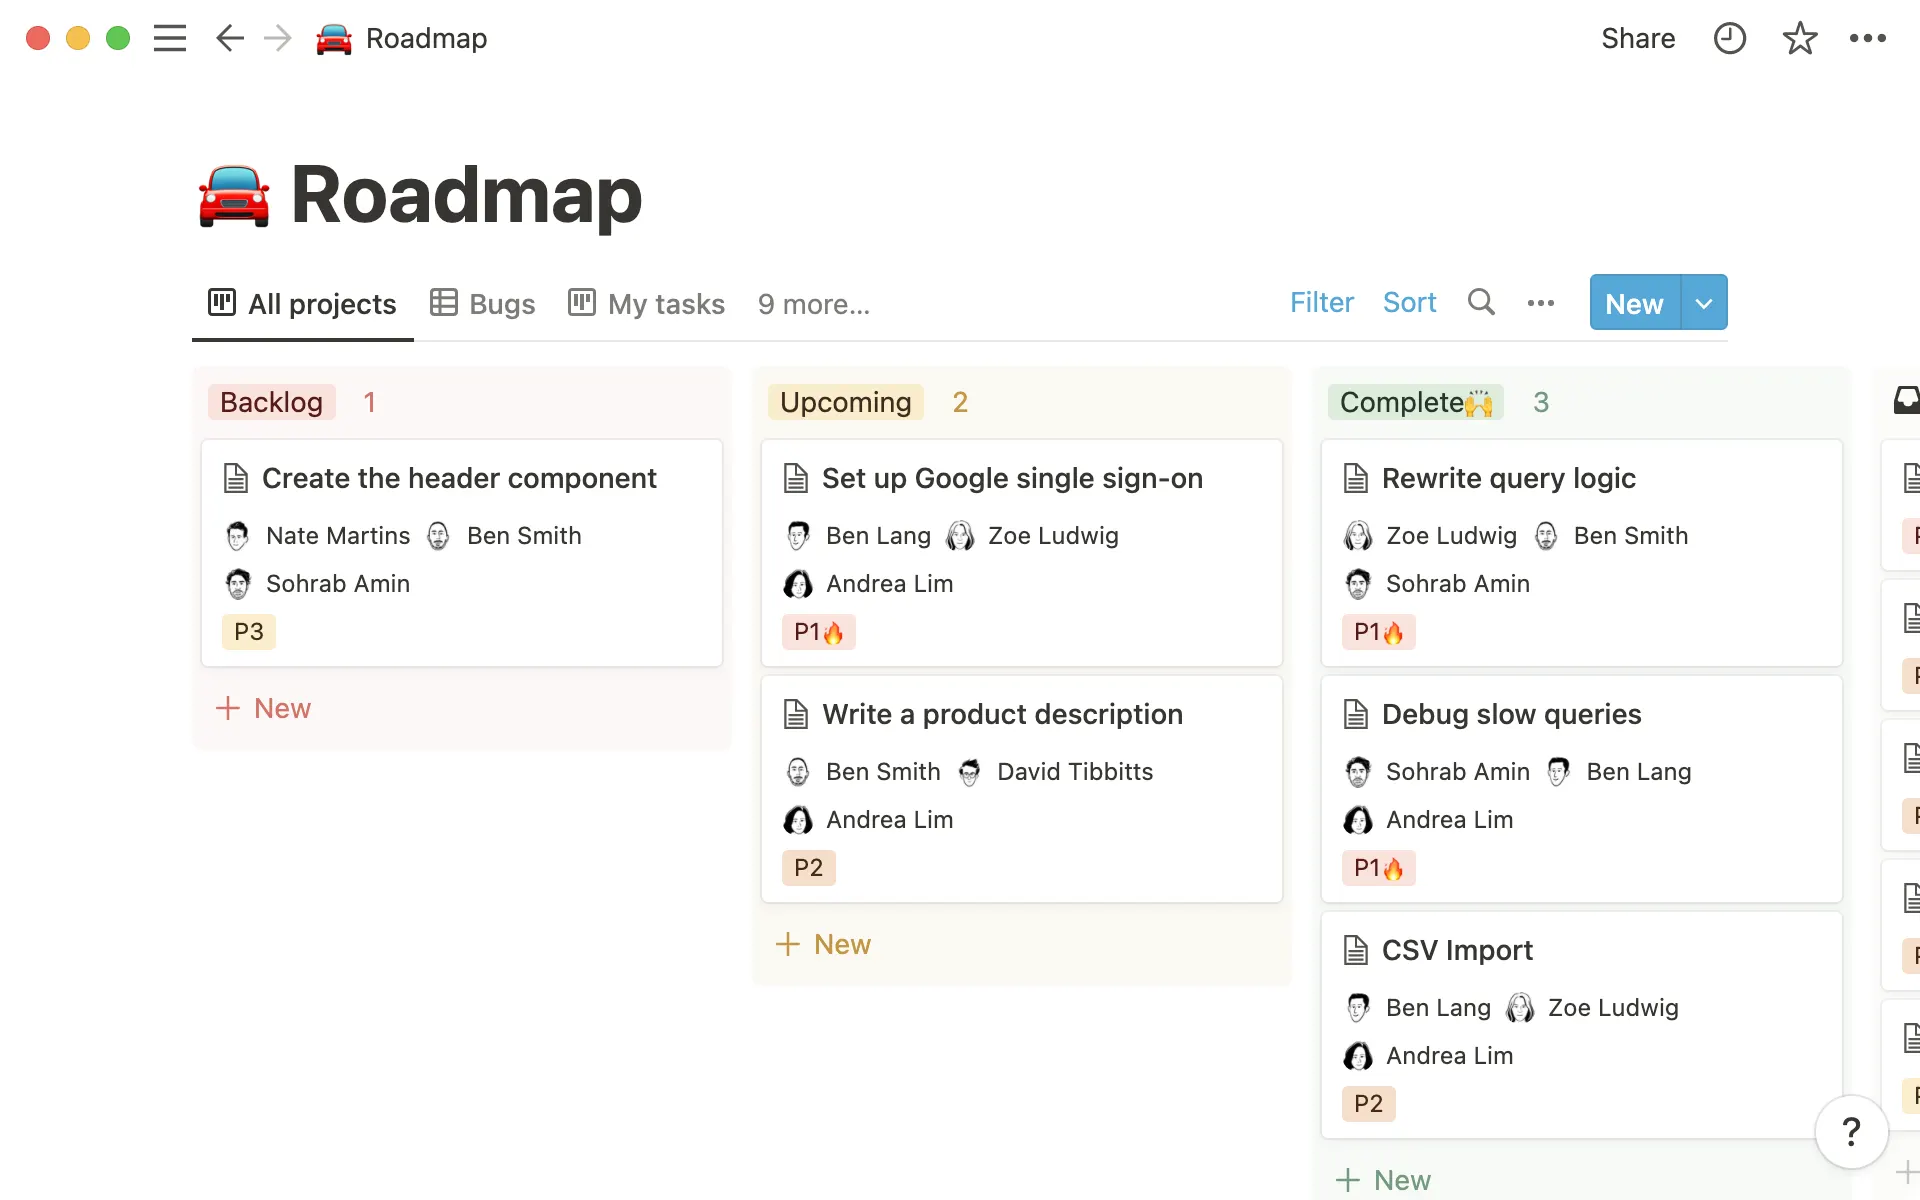 Roadmap
Share
🚘 Roadmap
All projects
Bugs
My tasks
9 more...
Filter
Sort
New
Backlog 1
Create the header component
Nate Martins Ben Smith
Sohrab Amin
P3
+ New
Upcoming 2
Set up Google single sign-on
Ben Lang Zoe Ludwig
Andrea Lim
P1🔥
Write a product description
Ben Smith David Tibbitts
Andrea Lim
P2
+ New
Complete🙌 3
Rewrite query logic
Zoe Ludwig Ben Smith
Sohrab Amin
P1🔥
Debug slow queries
Sohrab Amin Ben Lang
Andrea Lim
P1🔥
CSV Import
Ben Lang Zoe Ludwig
Andrea Lim
P2
+ New
?